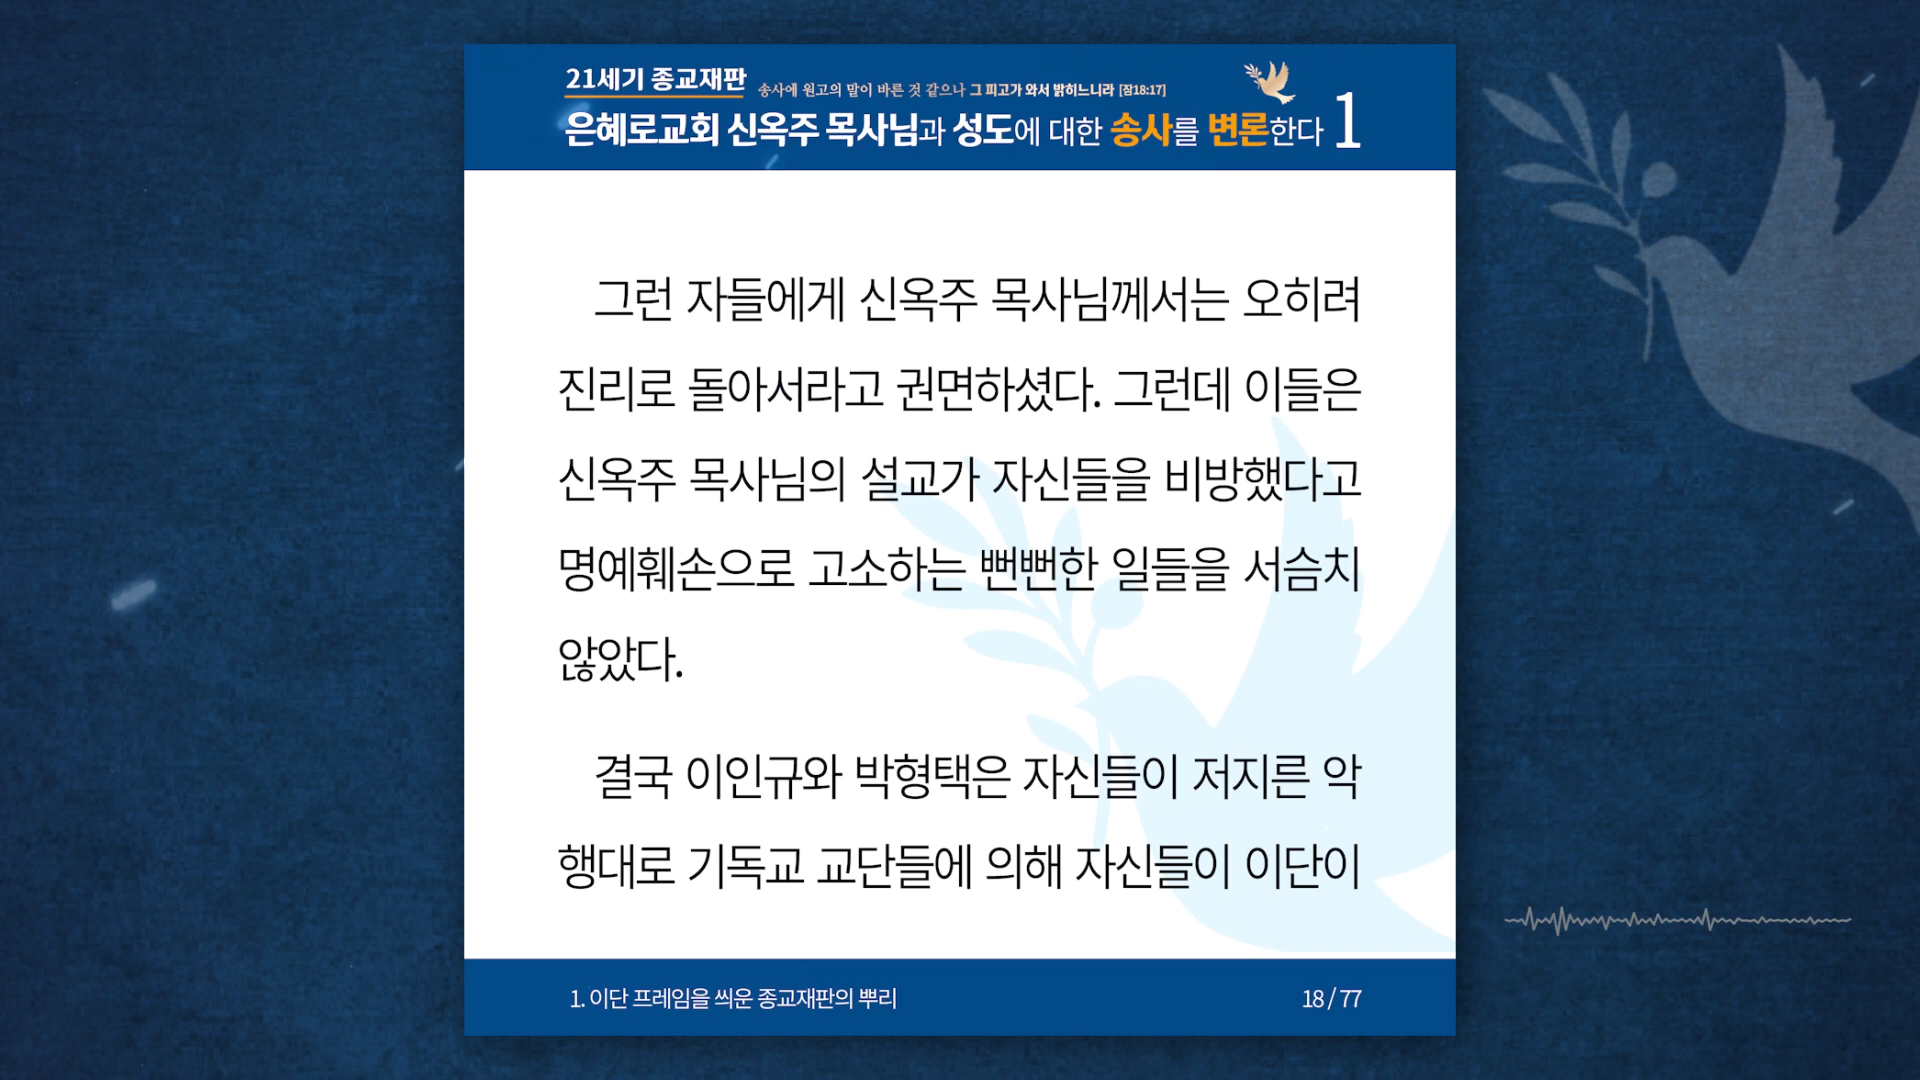 21세기 종교재판 송사에 원고의 말이 바른 것 같으나 그 피고가 와서 밝히느니라 [잠18:17]
은혜로교회 신옥주 목사님과 성도에 대한 송사를 변론한다 1
그런 자들에게 신옥주 목사님께서는 오히려
진리로 돌아서라고 권면하셨다. 그런데 이들은
신옥주 목사님의 설교가 자신들을 비방했다고
명예훼손으로 고소하는 뻔뻔한 일들을 서슴치
않았다.
결국 이인규와 박형택은 자신들이 저지른 악
행대로 기독교 교단들에 의해 자신들이 이단이
1. 이단 프레임을 씌운 종교재판의 뿌리
18 / 77